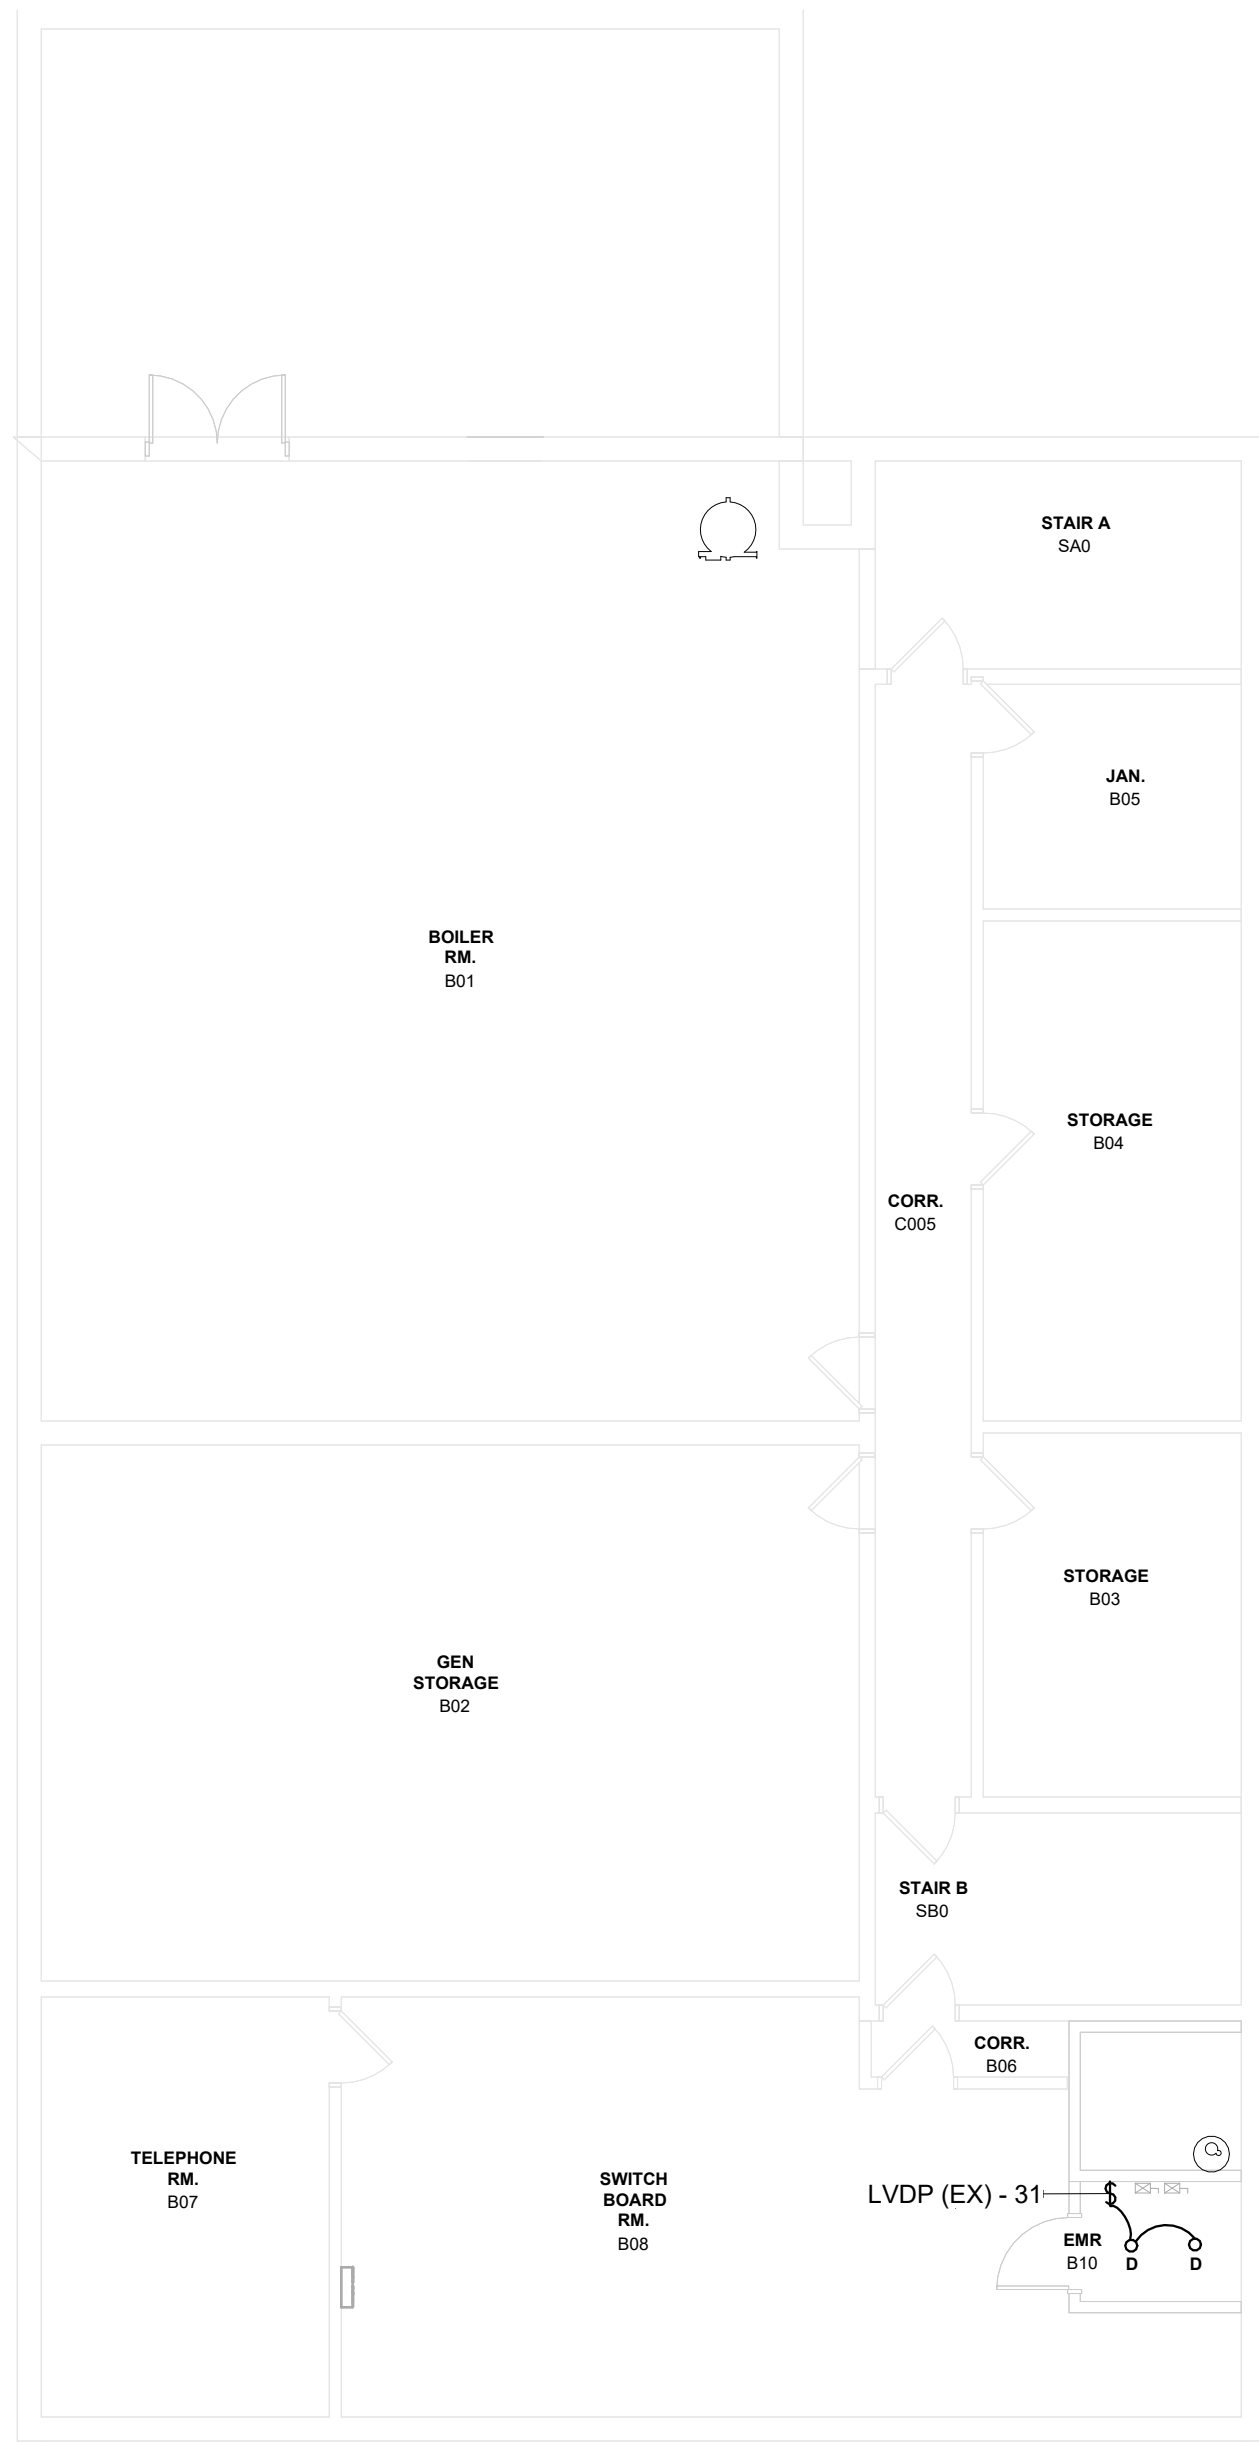 STAIR A
SA0
JAN.
B05
BOILER
RM.
B01
STORAGE
B04
CORR.
C005
STORAGE
B03
GEN
STORAGE
B02
STAIR B
SB0
CORR.
B06
TELEPHONE
RM.
B07
SWITCH
BOARD
RM.
B08
LVDP (EX) - 31
$
EMR
B10
D
D